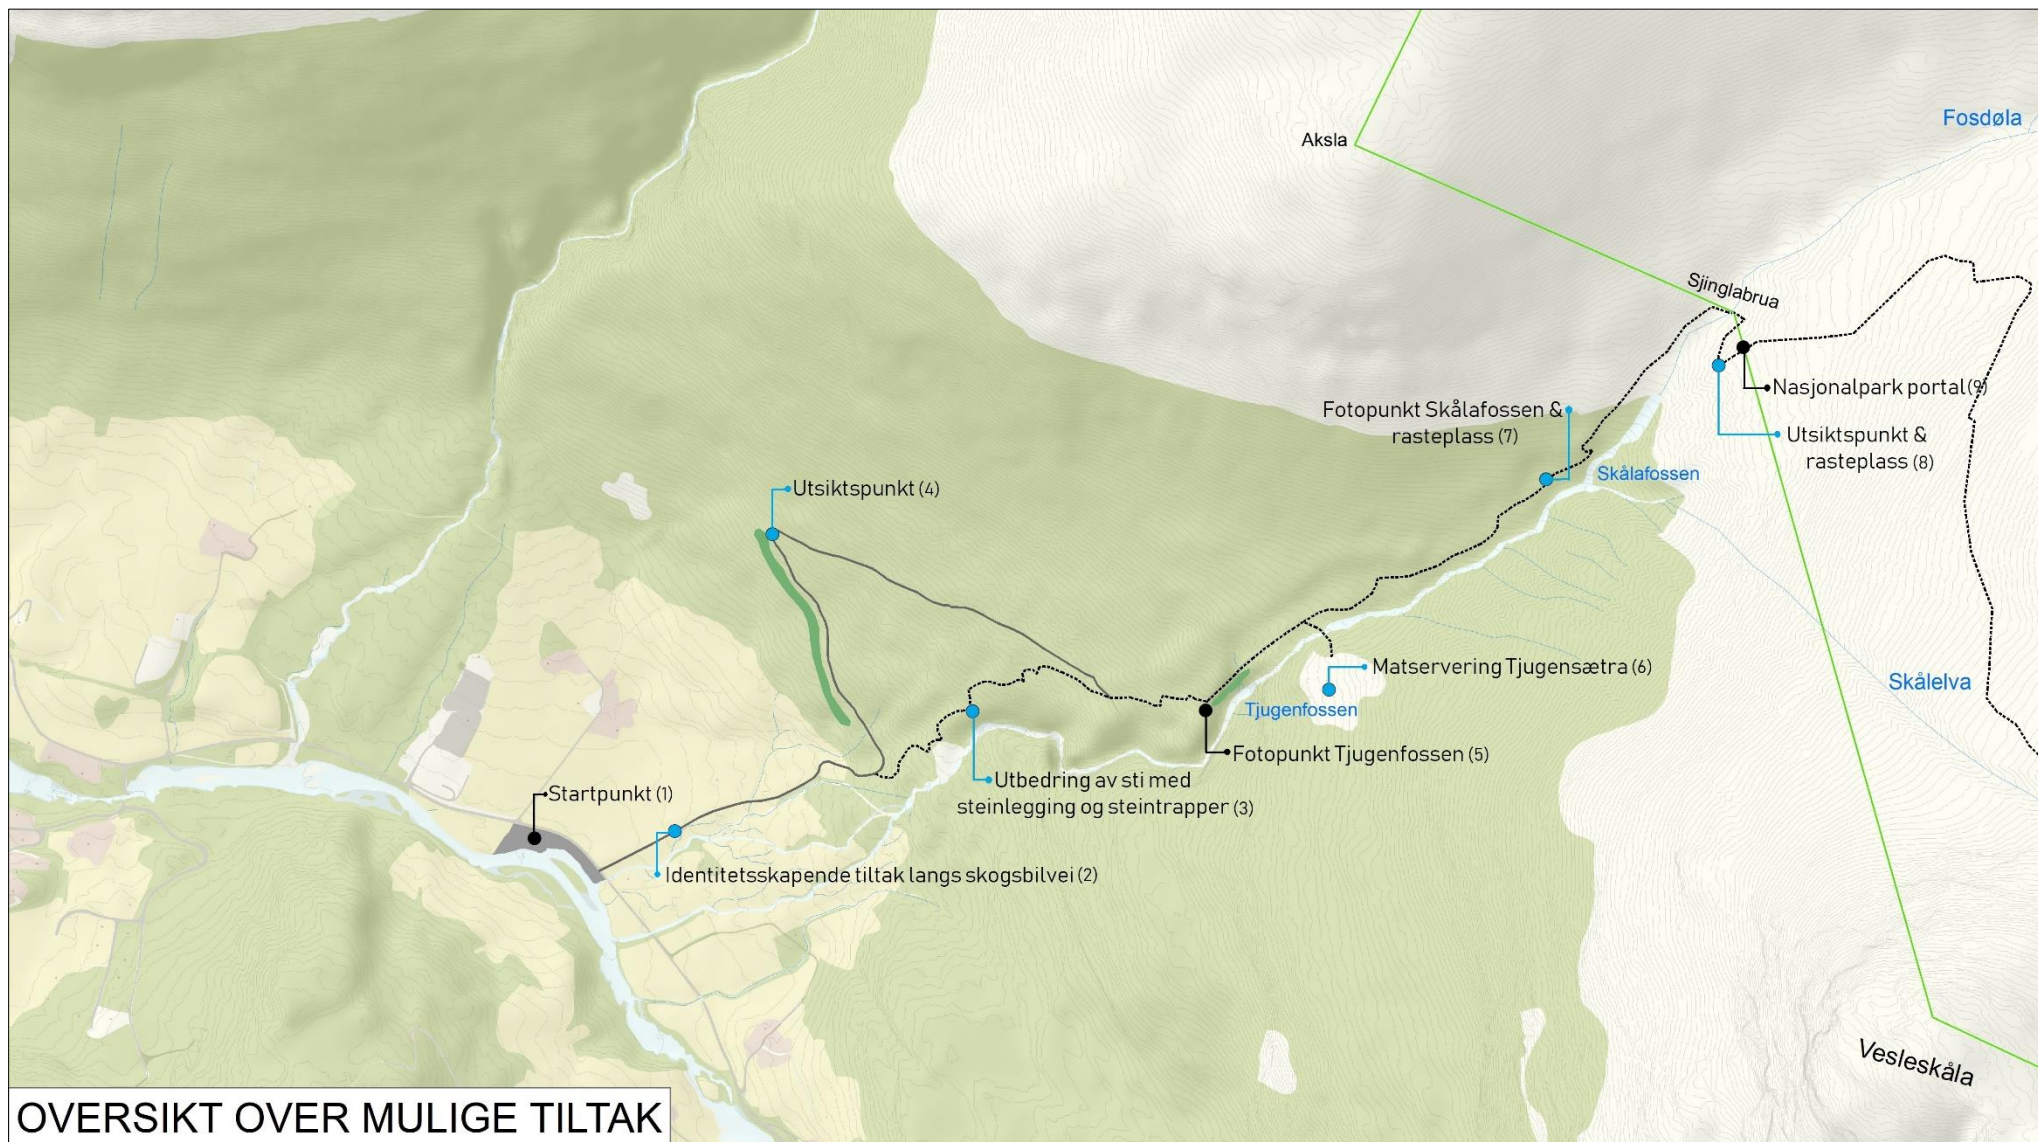 Fosdøla
Aksla
Sjinglabrua
Nasjonalpark portal (9)
Fotopunkt Skålafossen &
rasteplass (7)
Utsiktspunkt &
rasteplass (8)
Skålafossen
Utsiktspunkt (4)
Matservering Tjugensætra (6)
Skålelva
Tjugenfossen
Fotopunkt Tjugenfossen (5)
Utbedring av sti med
steinlegging og steintrapper (3)
Startpunkt (1)
Identitetsskapende tiltak langs skogsbilvei (2)
Vesleskåla
OVERSIKT OVER MULIGE TILTAK